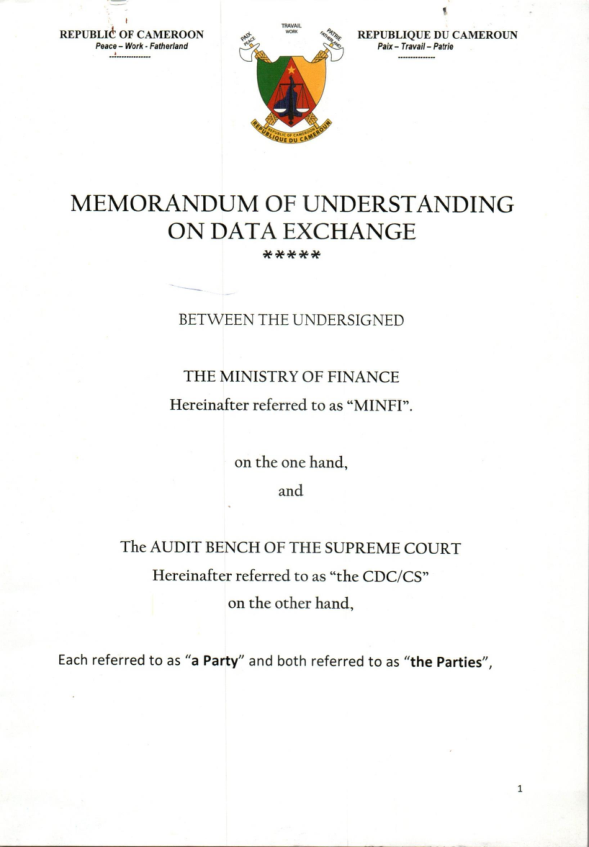 REPUBLIC OF CAMEROON
Peace – Work - Fatherland
----------------
REPUBLIQUE DU CAMEROUN
Paix – Travail – Patrie
--------------
TRAVAIL
WORK
PAIX
PEACE
PATRIE
FATHERLAND
REPUBLIC OF CAMEROON
REPUBLIQUE DU CAMEROUN
MEMORANDUM OF UNDERSTANDING
ON DATA EXCHANGE
*****
BETWEEN THE UNDERSIGNED
THE MINISTRY OF FINANCE
Hereinafter referred to as “MINFI”.
on the one hand,
and
The AUDIT BENCH OF THE SUPREME COURT
Hereinafter referred to as “the CDC/CS”
on the other hand,
Each referred to as “a Party” and both referred to as “the Parties”,
1